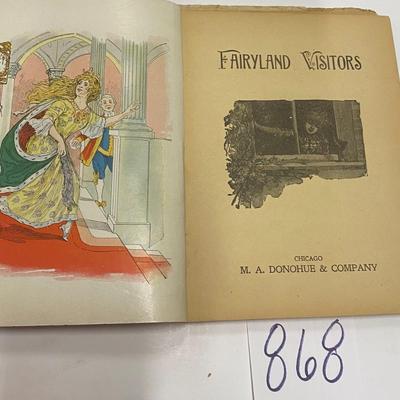 FAIRYLAND VISITORS
CHICAGO
M. A. DONOHUE & COMPANY
868